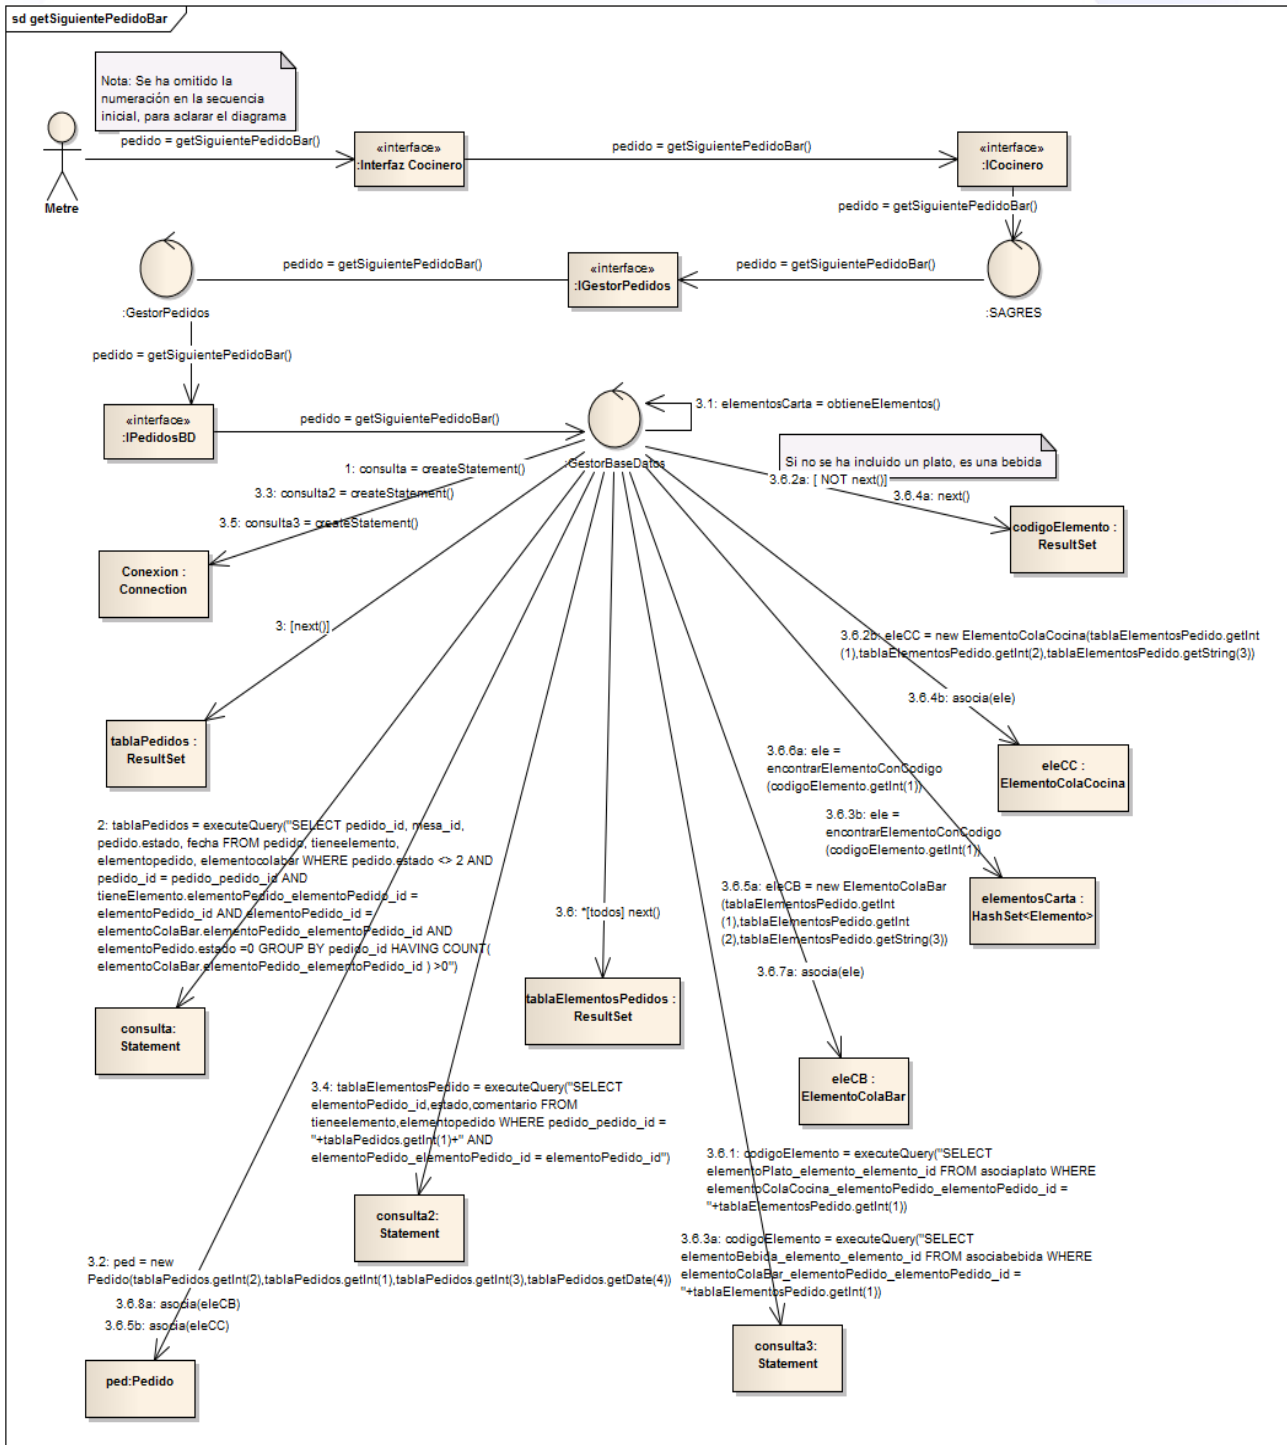 sd getSiguientePedidoBar
Nota: Se ha omitido la
numeración en la secuencia
inicial, para aclarar el diagrama
pedido = getSiguientePedidoBar()
Metre
«interface»
:Interfaz Cocinero
pedido = getSiguientePedidoBar()
«interface»
:ICocinero
pedido = getSiguientePedidoBar()
:SAGRES
pedido = getSiguientePedidoBar()
«interface»
:IGestorPedidos
pedido = getSiguientePedidoBar()
:GestorPedidos
pedido = getSiguientePedidoBar()
«interface»
:IPedidosBD
pedido = getSiguientePedidoBar()
:GestorBaseDatos
3.1: elementosCarta = obtieneElementos()
Si no se ha incluido un plato, es una bebida
3.6.2a: [ NOT next()]
3.6.4a: next()
codigoElemento :
ResultSet
1: consulta = createStatement()
3.3: consulta2 = createStatement()
3.5: consulta3 = createStatement()
Conexion :
Connection
3: [next()]
tablaPedidos :
ResultSet
3.6.2b: eleCC = new ElementoColaCocina(tablaElementosPedido.getInt
(1),tablaElementosPedido.getInt(2),tablaElementosPedido.getString(3))
3.6.4b: asocia(ele)
eleCC :
ElementoColaCocina
3.6.6a: ele =
encontrarElementoConCodigo
(codigoElemento.getInt(1))
3.6.3b: ele =
encontrarElementoConCodigo
(codigoElemento.getInt(1))
elementosCarta :
HashSet<Elemento>
2: tablaPedidos = executeQuery("SELECT pedido_id, mesa_id,
pedido.estado, fecha FROM pedido, tieneelemento,
elementopedido, elementocolabar WHERE pedido.estado <> 2 AND
pedido_id = pedido_pedido_id AND
tieneElemento.elementoPedido_elementoPedido_id =
elementoPedido_id AND elementoPedido_id =
elementoColaBar.elementoPedido_elementoPedido_id AND
elementoPedido.estado =0 GROUP BY pedido_id HAVING COUNT(
elementoColaBar.elementoPedido_elementoPedido_id ) >0")
consulta:
Statement
3.6: *[todos] next()
tablaElementosPedidos :
ResultSet
3.6.5a: eleCB = new ElementoColaBar
(tablaElementosPedido.getInt
(1),tablaElementosPedido.getInt
(2),tablaElementosPedido.getString(3))
3.6.7a: asocia(ele)
eleCB :
ElementoColaBar
3.4: tablaElementosPedido = executeQuery("SELECT
elementoPedido_id,estado,comentario FROM
tieneelemento,elementopedido WHERE pedido_pedido_id =
"+tablaPedidos.getInt(1)+" AND
elementoPedido_elementoPedido_id = elementoPedido_id")
consulta2:
Statement
3.6.1: codigoElemento = executeQuery("SELECT
elementoPlato_elemento_elemento_id FROM asociaplato WHERE
elementoColaCocina_elementoPedido_elementoPedido_id =
"+tablaElementosPedido.getInt(1))
3.6.3a: codigoElemento = executeQuery("SELECT
elementoBebida_elemento_elemento_id FROM asociabebida WHERE
elementoColaBar_elementoPedido_elementoPedido_id =
"+tablaElementosPedido.getInt(1))
consulta3:
Statement
3.2: ped = new
Pedido(tablaPedidos.getInt(2),tablaPedidos.getInt(1),tablaPedidos.getInt(3),tablaPedidos.getDate(4))
3.6.8a: asocia(eleCB)
3.6.5b: asocia(eleCC)
ped:Pedido